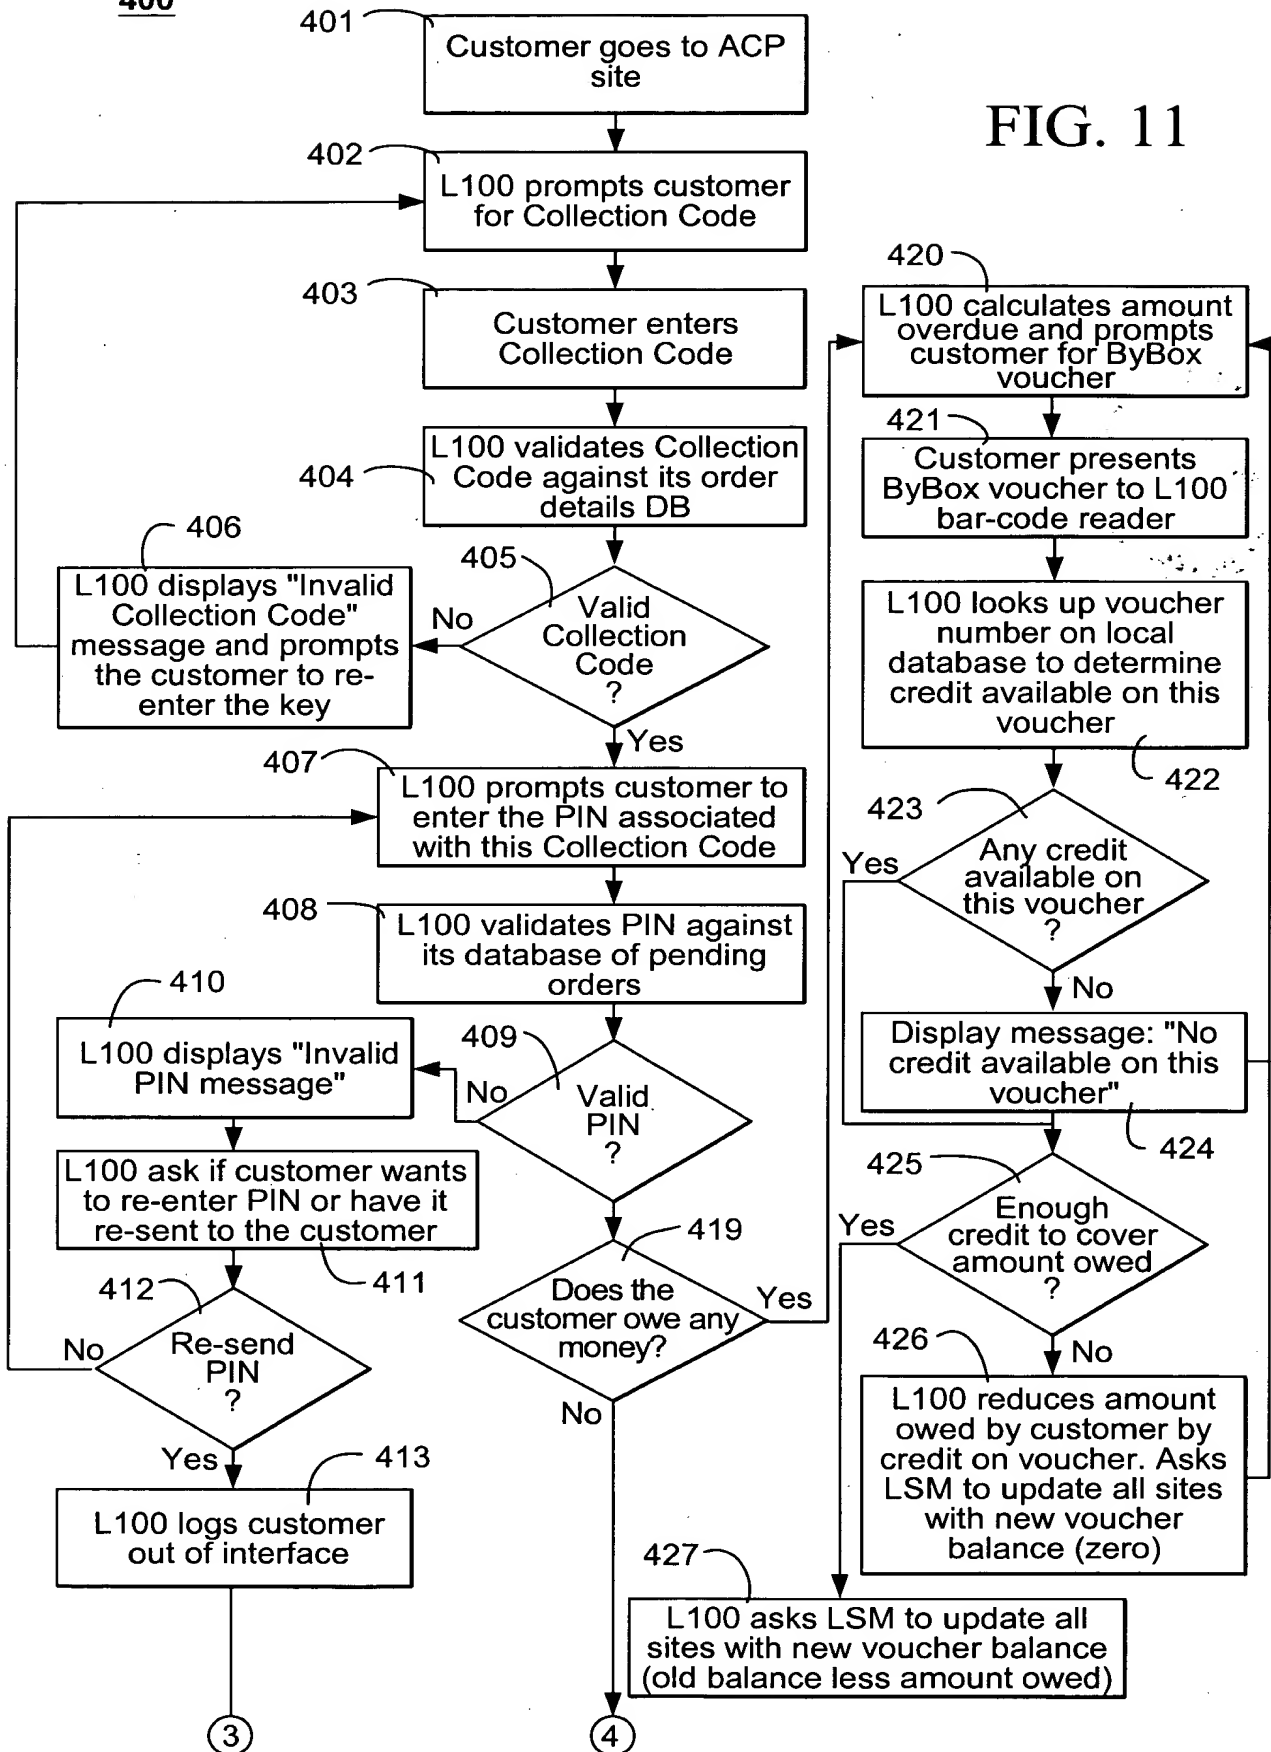 400
FIG. 11
401
Customer goes to ACP
site
402
L100 prompts customer
for Collection Code
403
Customer enters
Collection Code
404
L100 validates Collection
Code against its order
details DB
405
Valid
Collection
Code
?
No
Yes
406
L100 displays "Invalid
Collection Code"
message and prompts
the customer to re-
enter the key
407
L100 prompts customer to
enter the PIN associated
with this Collection Code
408
L100 validates PIN against
its database of pending
orders
409
Valid
PIN
?
No
410
L100 displays "Invalid
PIN message"
L100 ask if customer wants
to re-enter PIN or have it
re-sent to the customer
411
412
Re-send
PIN
?
No
Yes
413
L100 logs customer
out of interface
3
419
Does the
customer owe any
money?
Yes
No
4
420
L100 calculates amount
overdue and prompts
customer for ByBox
voucher
421
Customer presents
ByBox voucher to L100
bar-code reader
L100 looks up voucher
number on local
database to determine
credit available on this
voucher
422
423
Any credit
available on
this voucher
?
Yes
No
Display message: "No
credit available on this
voucher"
424
425
Enough
credit to cover
amount owed
?
Yes
No
426
L100 reduces amount
owed by customer by
credit on voucher. Asks
LSM to update all sites
with new voucher
balance (zero)
427
L100 asks LSM to update all
sites with new voucher balance
(old balance less amount owed)